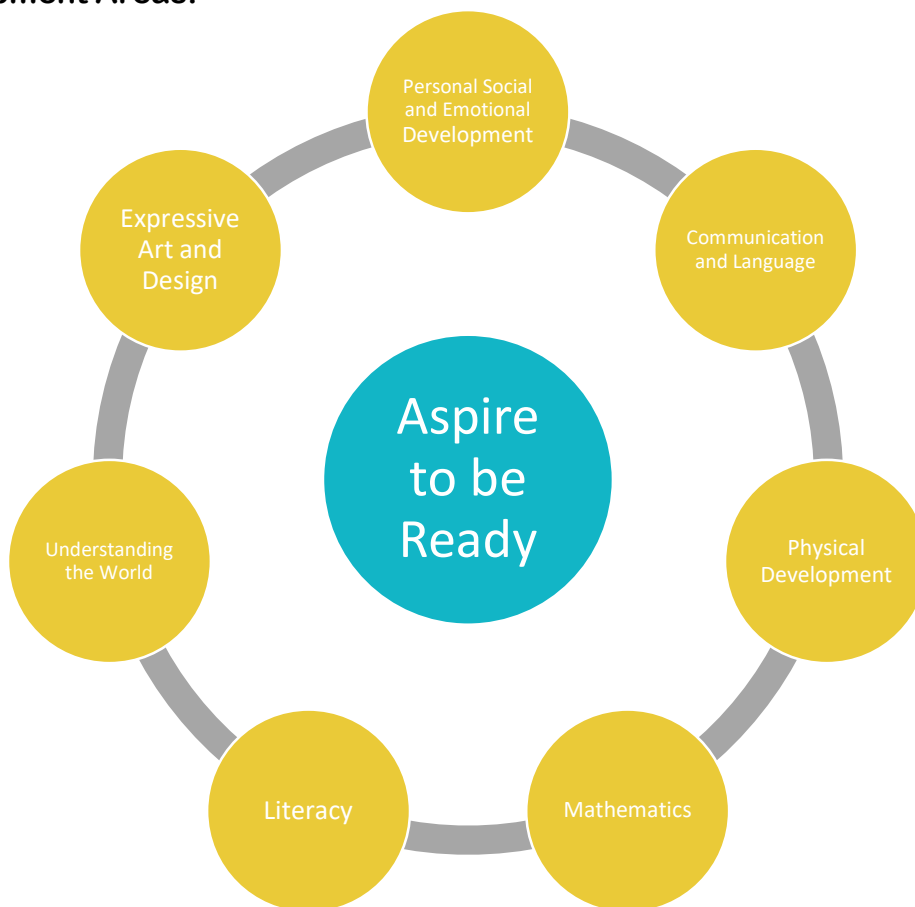 Areas:
Personal Social
and Emotional
Development
Expressive
Art and
Design
Communication
and Language
Aspire
to be
Ready
Understanding
the World
Physical
Development
Literacy
Mathematics